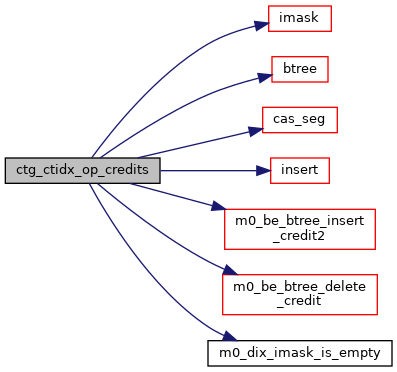 imask
btree
cas_seg
ctg_ctidx_op_credits
insert
m0_be_btree_insert
_credit2
m0_be_btree_delete
_credit
m0_dix_imask_is_empty